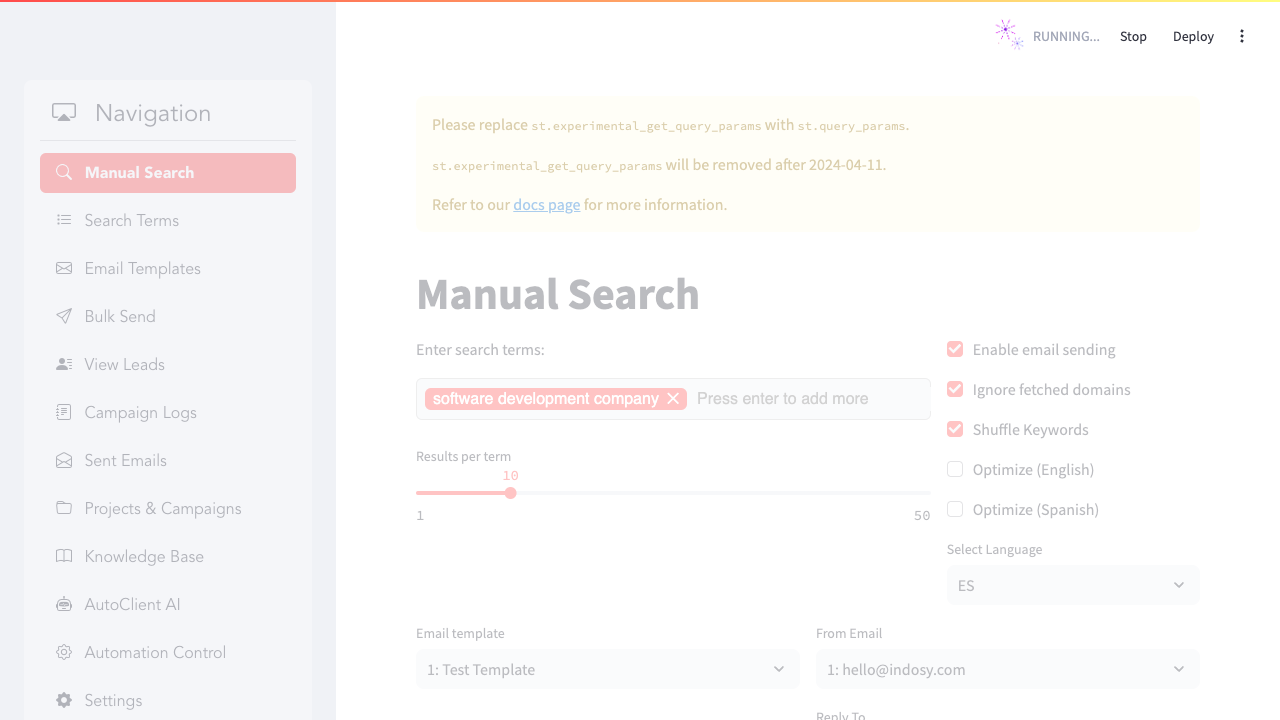 RUNNING...
Stop
Deploy
Navigation
Manual Search
Search Terms
Email Templates
Bulk Send
View Leads
Campaign Logs
Sent Emails
Projects & Campaigns
Knowledge Base
AutoClient AI
Automation Control
Settings
Please replace st.experimental_get_query_params with st.query_params.
st.experimental_get_query_params will be removed after 2024-04-11.
Refer to our docs page for more information.
Manual Search
Enter search terms:
software development company
Press enter to add more
Results per term
10
1
50
Enable email sending
Ignore fetched domains
Shuffle Keywords
Optimize (English)
Optimize (Spanish)
Select Language
ES
Email template
1: Test Template
From Email
1: hello@indosy.com
Reply To